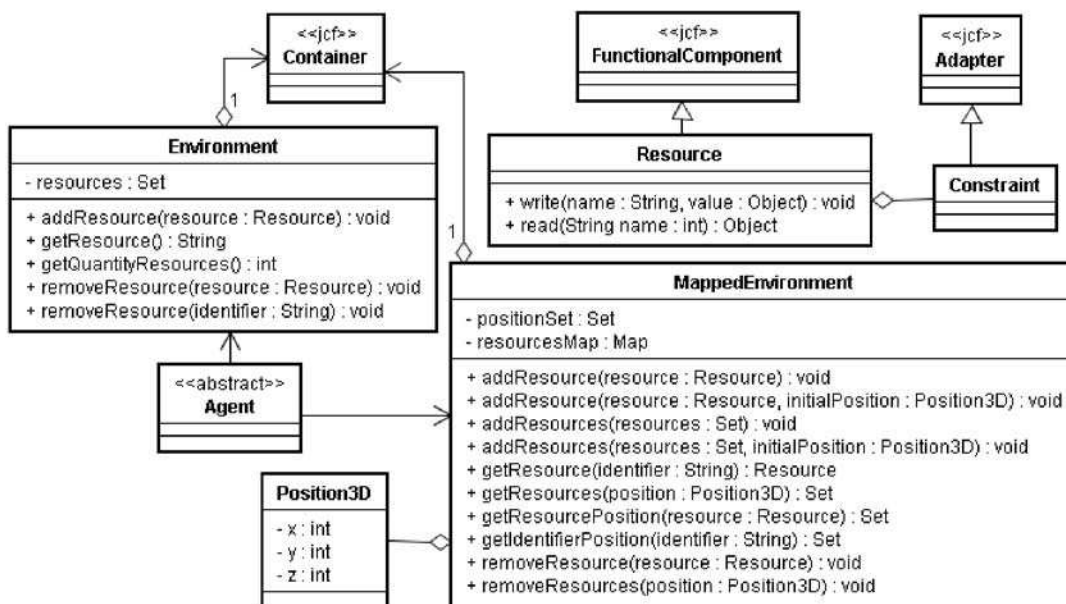 <<jcf>>
Container
1
Environment
- resources : Set
+ addResource(resource : Resource) : void
+ getResource() : String
+ getQuantityResources() : int
+ removeResource(resource : Resource) : void
+ removeResource(identifier : String) : void
<<jcf>>
FunctionalComponent
<<jcf>>
Adapter
Resource
+ write(name : String, value : Object) : void
+ read(String name : int) : Object
Constraint
1
MappedEnvironment
- positionSet : Set
- resourcesMap : Map
+ addResource(resource : Resource) : void
+ addResource(resource : Resource, initialPosition : Position3D) : void
+ addResources(resources : Set) : void
+ addResources(resources : Set, initialPosition : Position3D) : void
+ getResource(identifier : String) : Resource
+ getResources(position : Position3D) : Set
+ getResourcePosition(resource : Resource) : Set
+ getIdentifierPosition(identifier : String) : Set
+ removeResource(resource : Resource) : void
+ removeResources(position : Position3D) : void
<<abstract>>
Agent
Position3D
- x : int
- y : int
- z : int